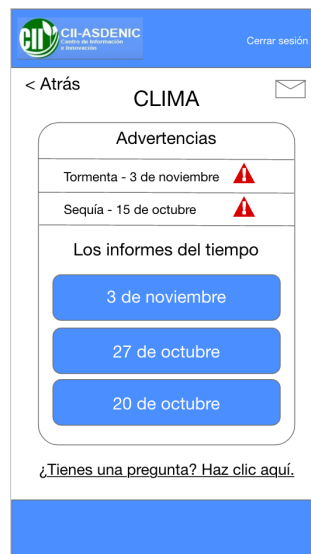 CII CII-ASDENIC
Centro de Información
e Innovación
Cerrar sesión
< Atrás
CLIMA
Advertencias
Tormenta - 3 de noviembre
Sequía - 15 de octubre
Los informes del tiempo
3 de noviembre
27 de octubre
20 de octubre
¿Tienes una pregunta? Haz clic aquí.